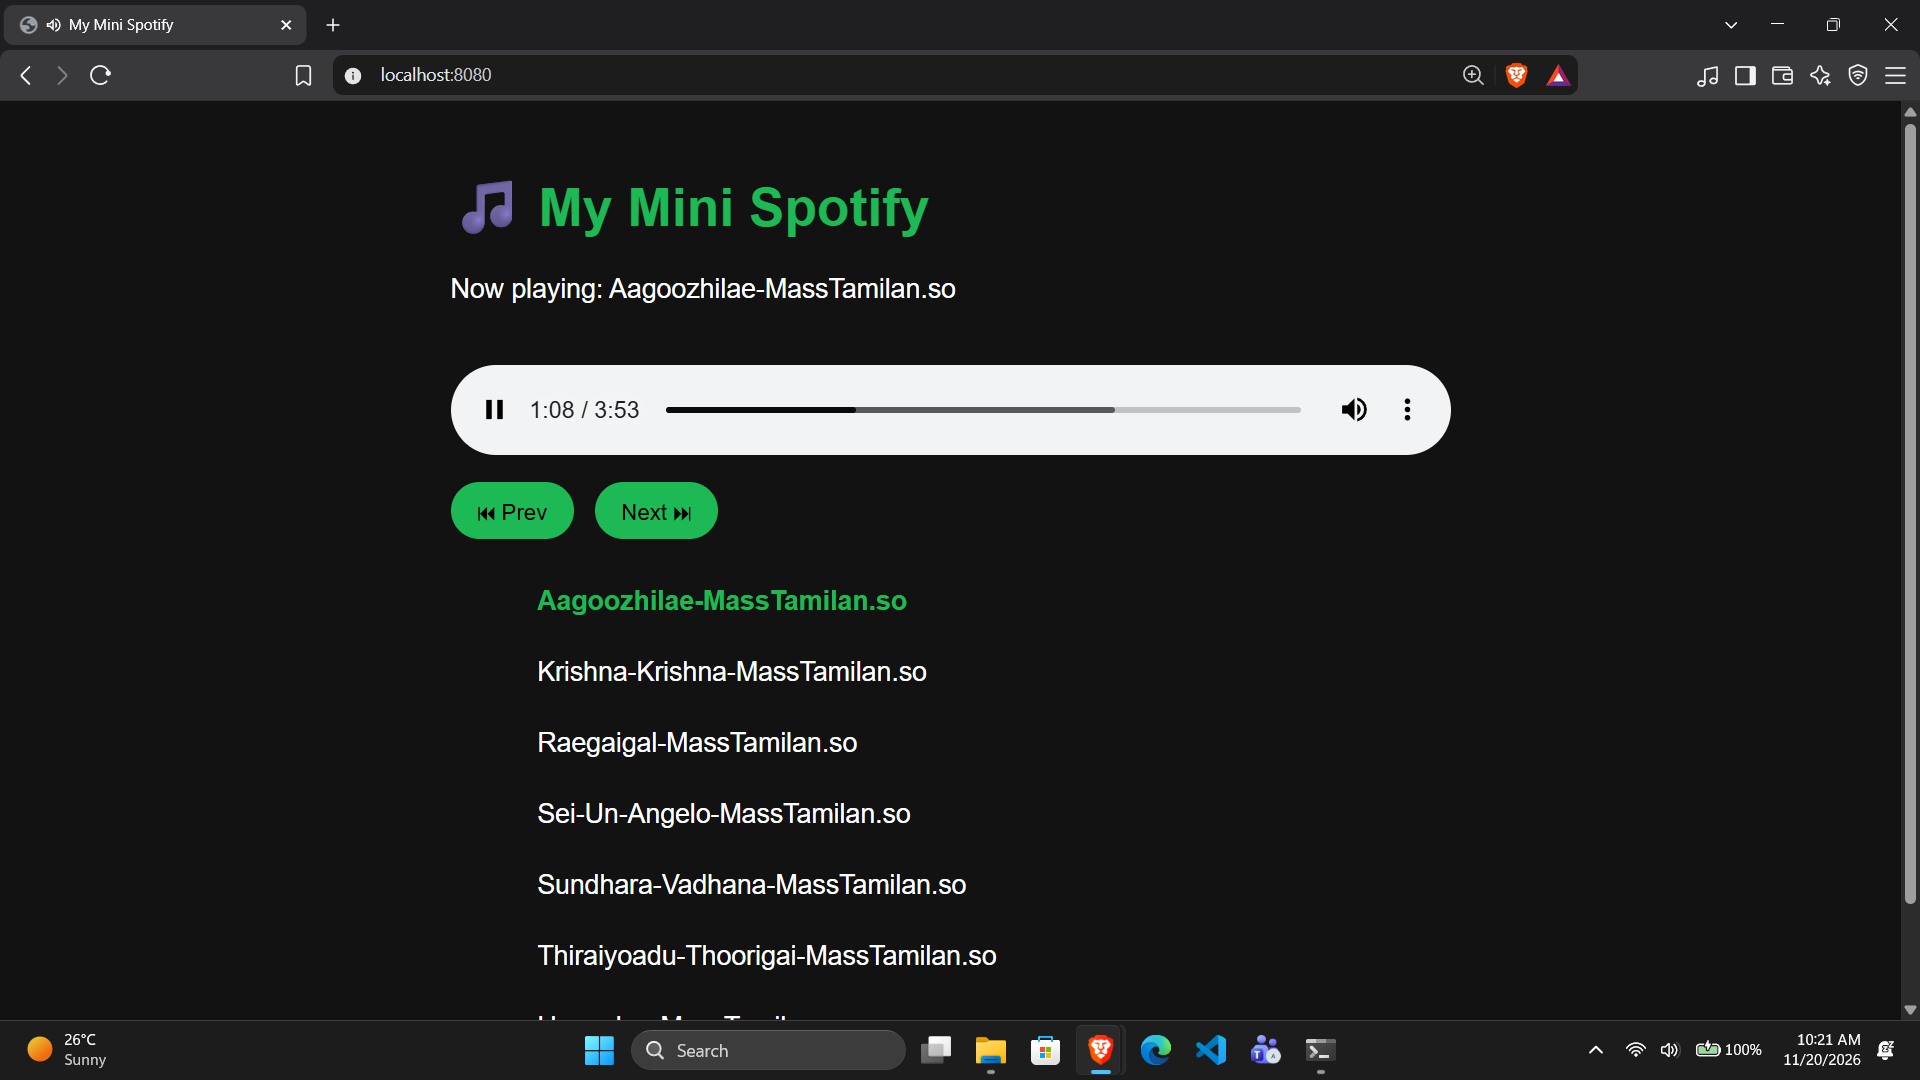 My Mini Spotify
localhost:8080
My Mini Spotify
Now playing: Aagoozhilae-MassTamilan.so
1:08 / 3:53
⏮ Prev
Next ⏭
Aagoozhilae-MassTamilan.so
Krishna-Krishna-MassTamilan.so
Raegaigal-MassTamilan.so
Sei-Un-Angelo-MassTamilan.so
Sundhara-Vadhana-MassTamilan.so
Thiraiyoadu-Thoorigai-MassTamilan.so
26°C
Sunny
Search
100%
10:21 AM
11/20/2026